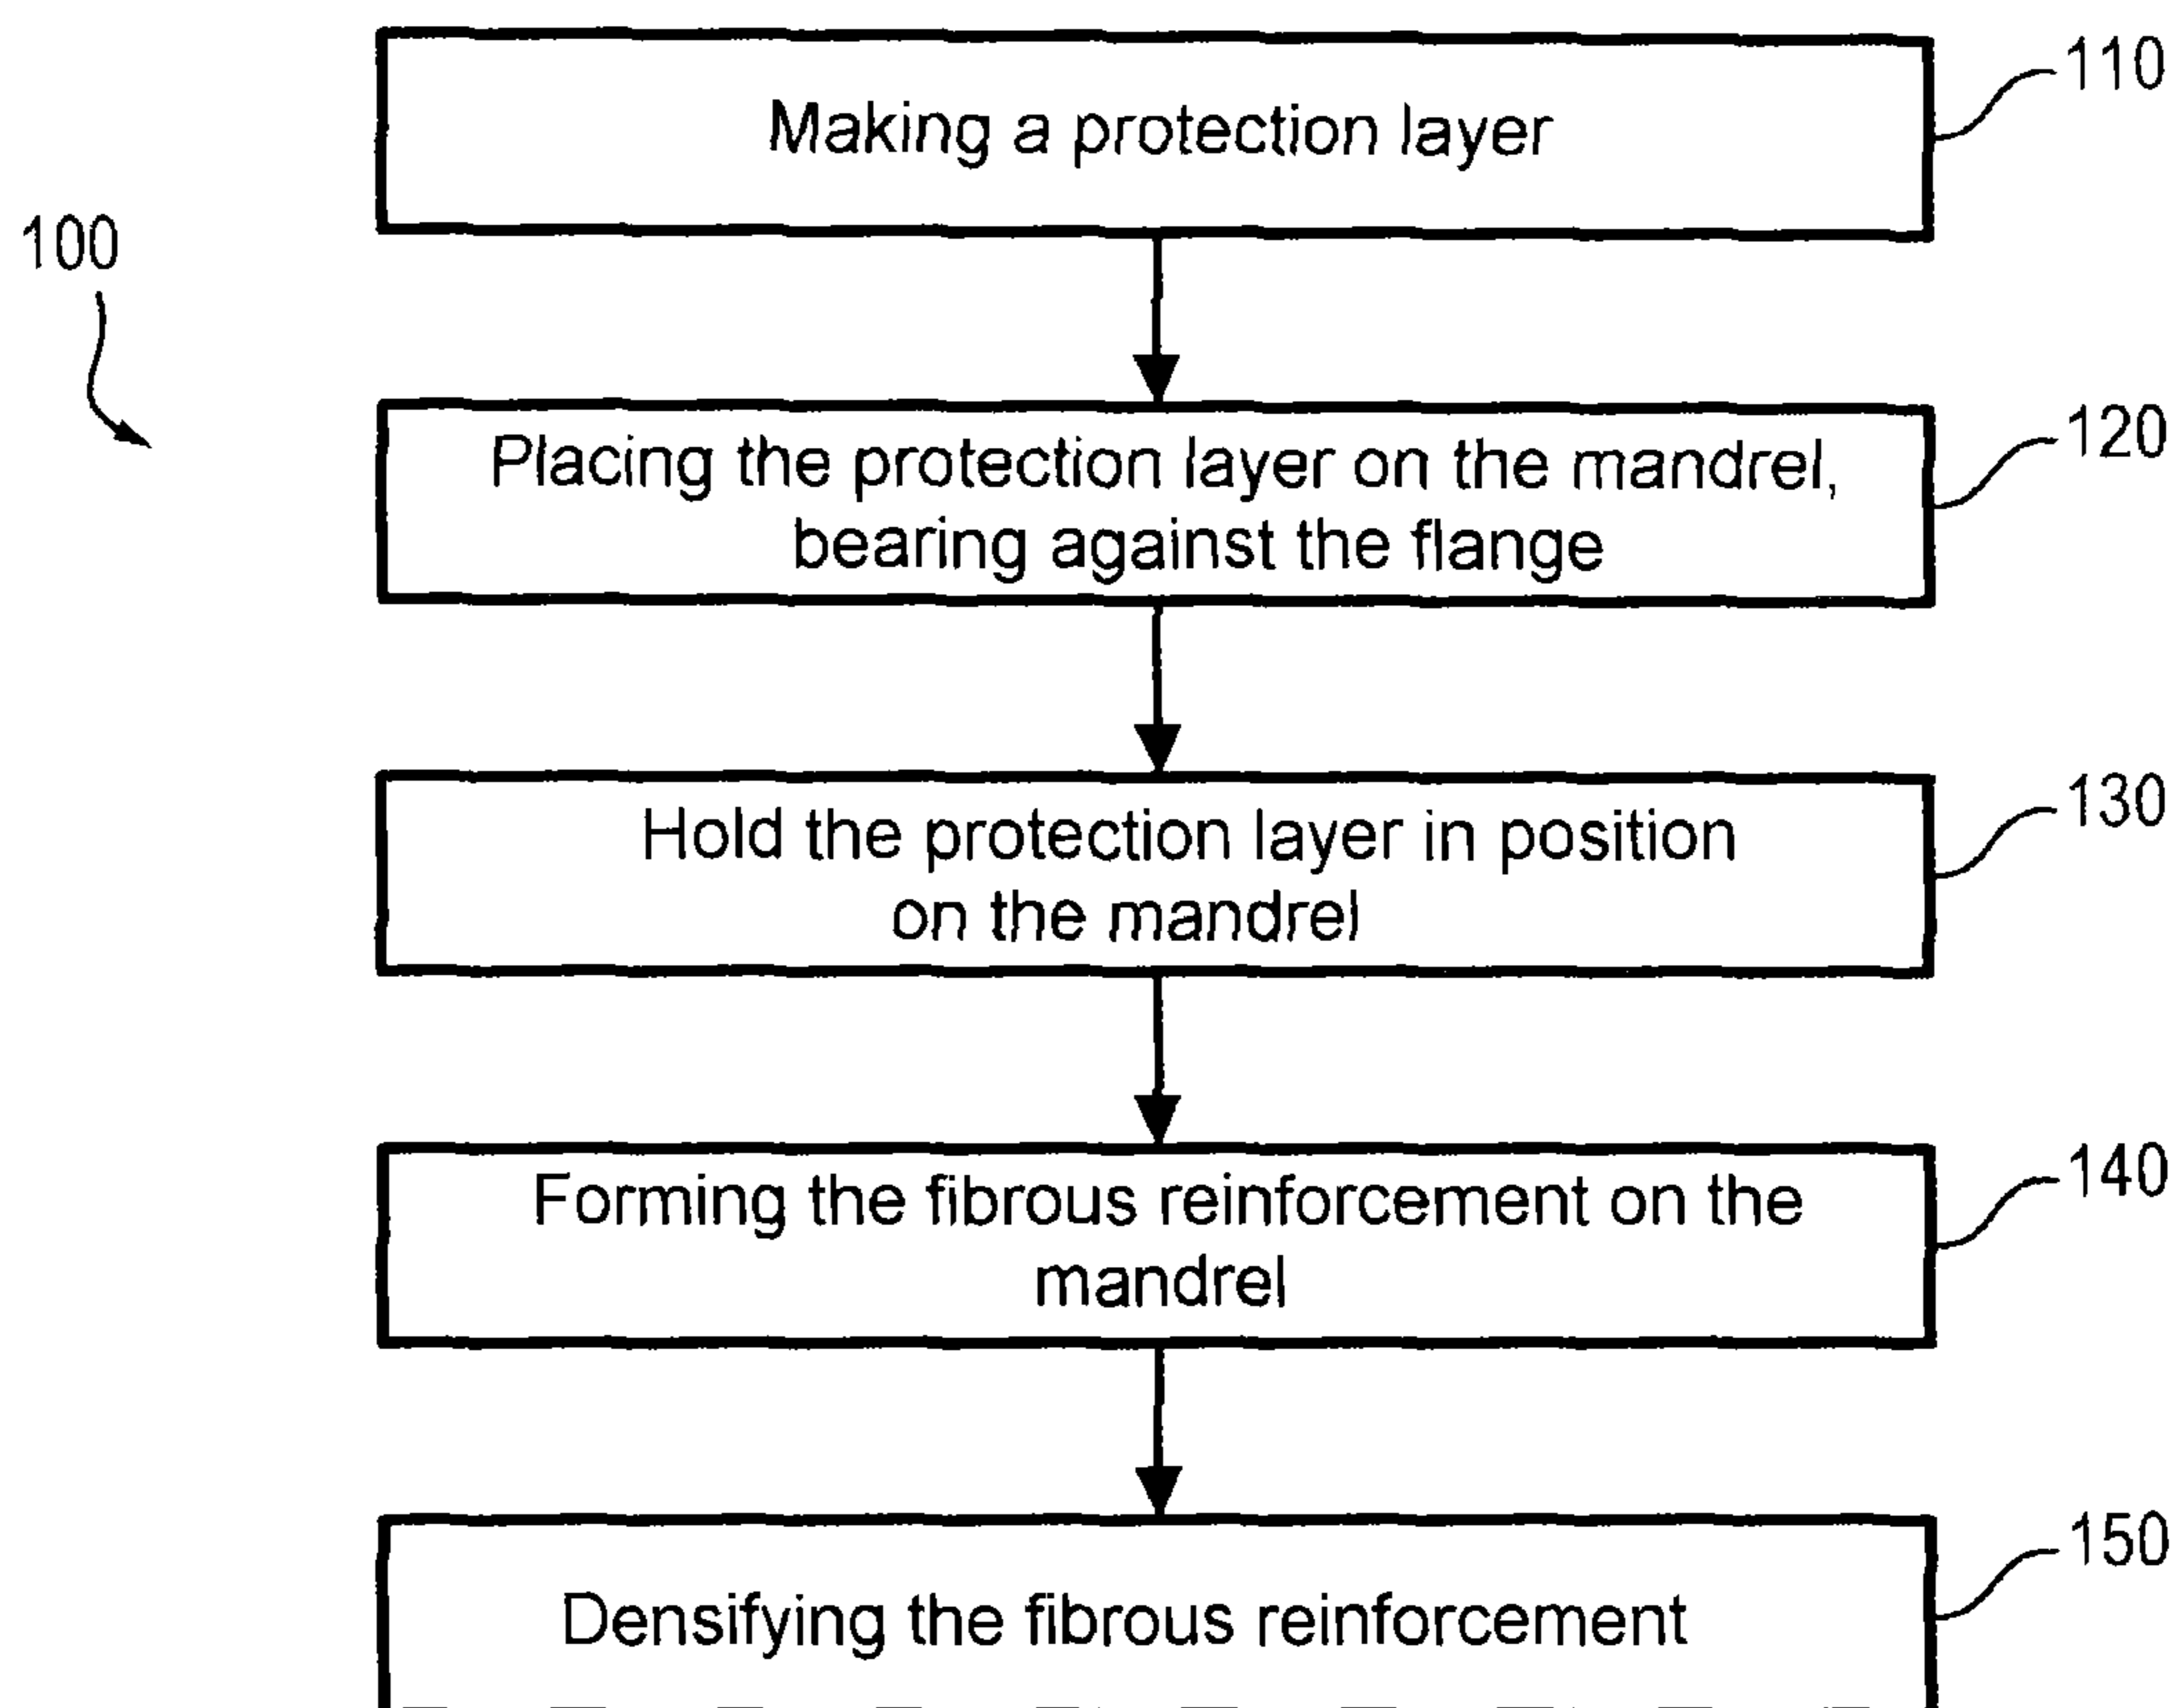 110
Making a protection layer
100
120
Placing the protection layer on the mandrel,
bearing against the flange
130
Hold the protection layer in position
on the mandrel
140
Forming the fibrous reinforcement on the
mandrel
150
Densifying the fibrous reinforcement